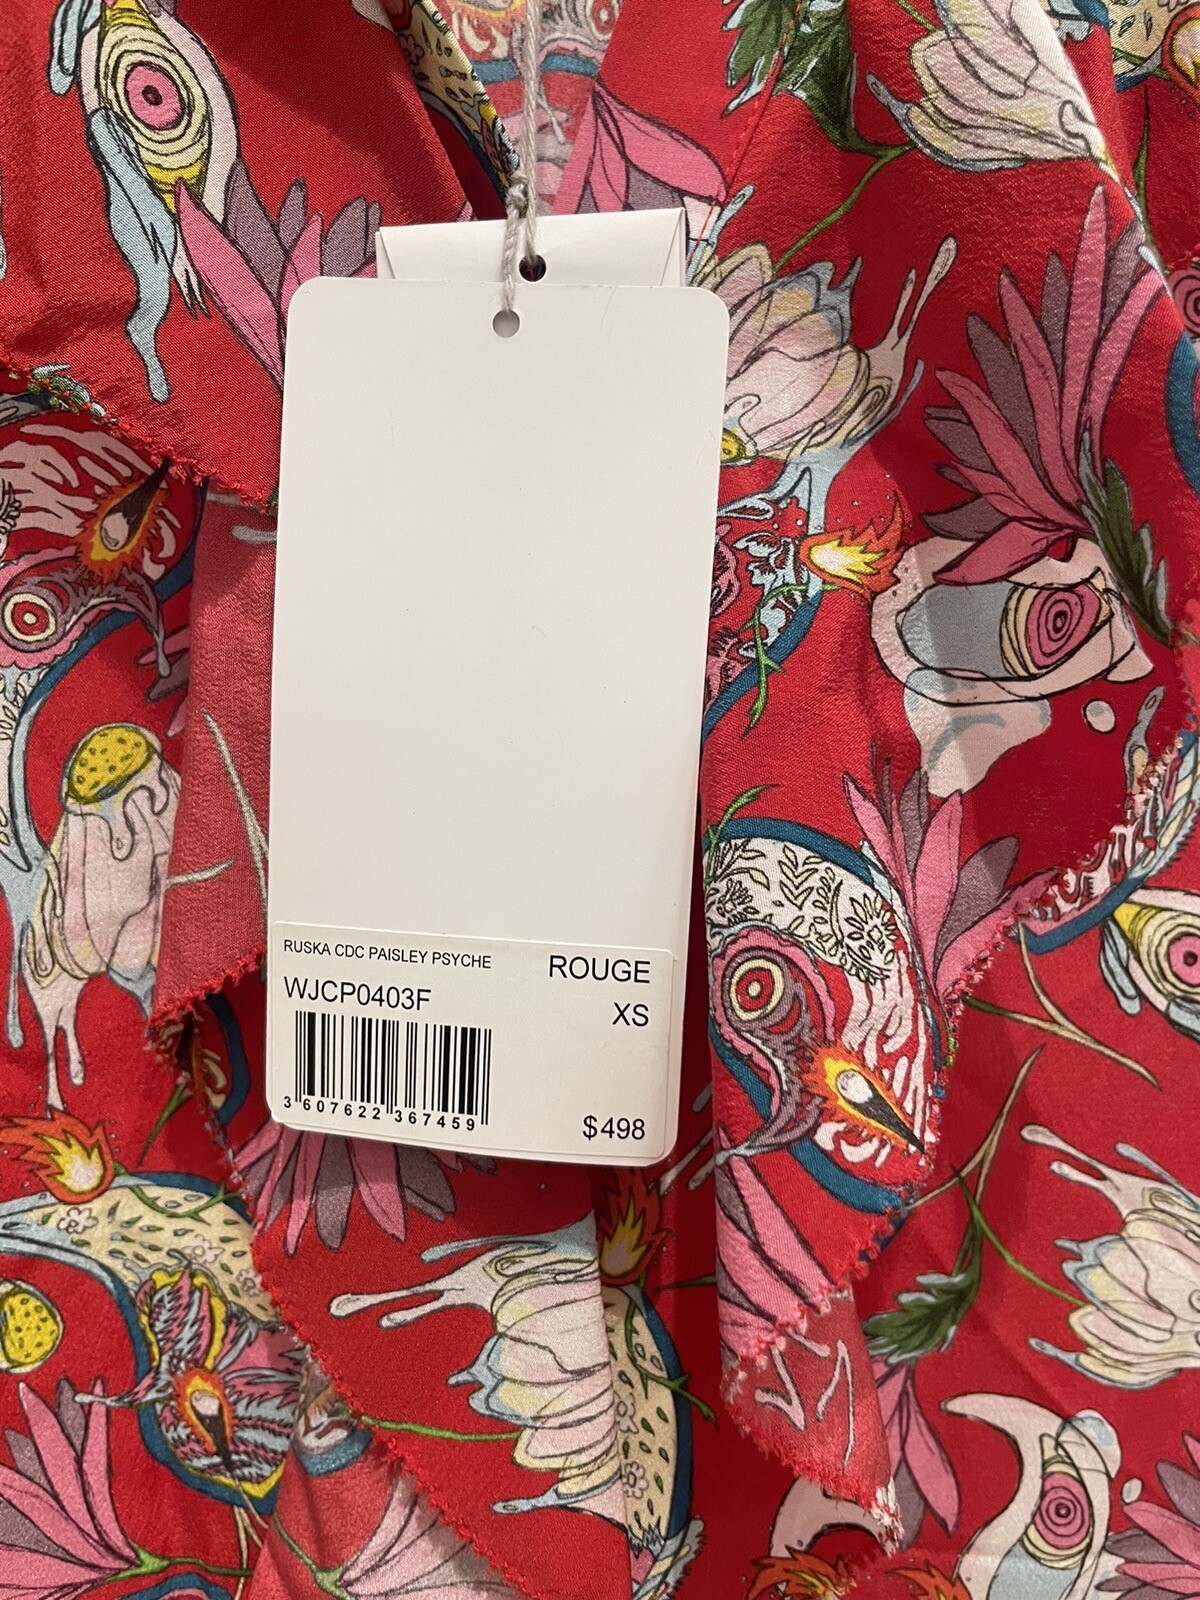 RUSKA CDC PAISLEY PSYCHE
ROUGE
WJCP0403F
XS
3 607622 367459
$498